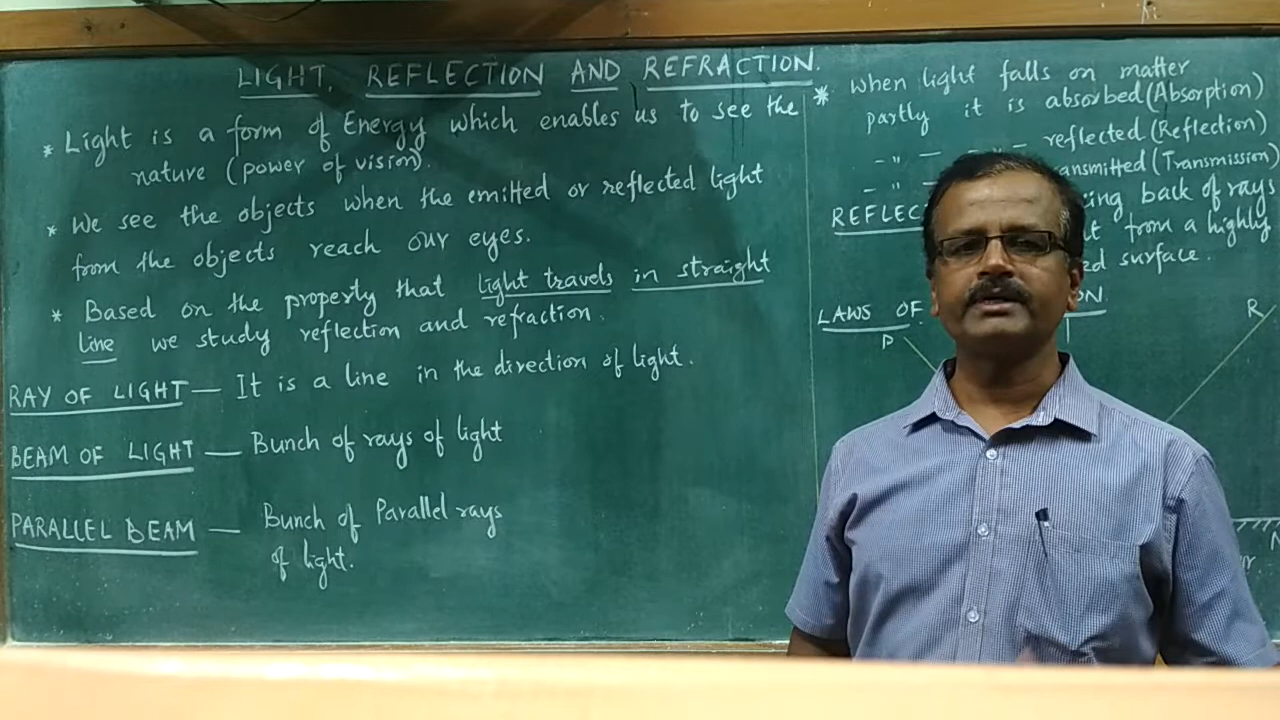 LIGHT, REFLECTION AND REFRACTION.
* Light is a form of Energy which enables us to see the
nature (power of vision).
* We see the objects when the emitted or reflected light
from the objects reach our eyes.
* Based on the property that light travels in straight
line we study reflection and refraction.
RAY OF LIGHT — It is a line in the direction of light.
BEAM OF LIGHT — Bunch of rays of light
PARALLEL BEAM — Bunch of Parallel rays
of light.
* when light falls on matter
partly it is absorbed (Absorption)
- " - - " - reflected (Reflection)
- " - (Transmission)
back of rays
from a highly
surface.
LAWS OF
P
R
N